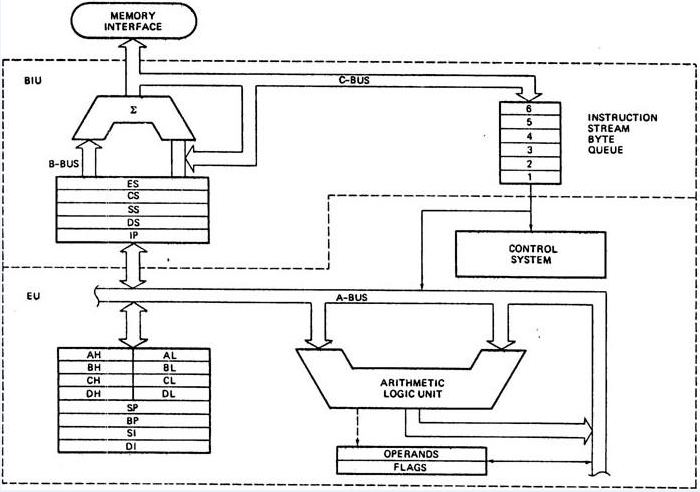 MEMORY
INTERFACE
BIU
C-BUS
Σ
B-BUS
6
5
4
3
2
1
INSTRUCTION
STREAM
BYTE
QUEUE
ES
CS
SS
DS
IP
CONTROL
SYSTEM
EU
A-BUS
AH AL
BH BL
CH CL
DH DL
SP
BP
SI
DI
ARITHMETIC
LOGIC UNIT
OPERANDS
FLAGS